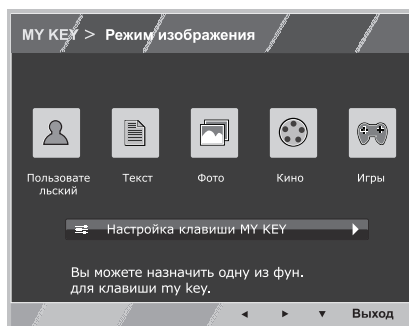 MY KEY > Режим изображения
Пользовате
льский
Текст
Фото
Кино
Игры
Настройка клавиши MY KEY
Вы можете назначить одну из фун.
для клавиши my key.
Выход